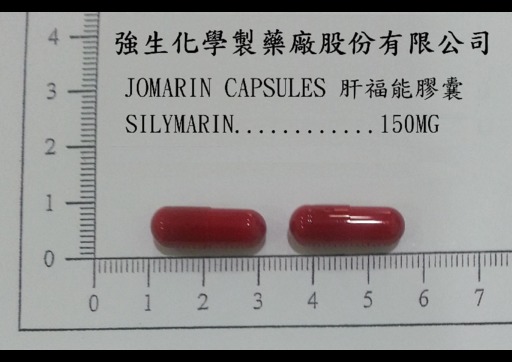 強生化學製藥廠股份有限公司
JOMARIN CAPSULES 肝福能膠囊
SILYMARIN............150MG
4
3
2
1
0
0 1 2 3 4 5 6 7